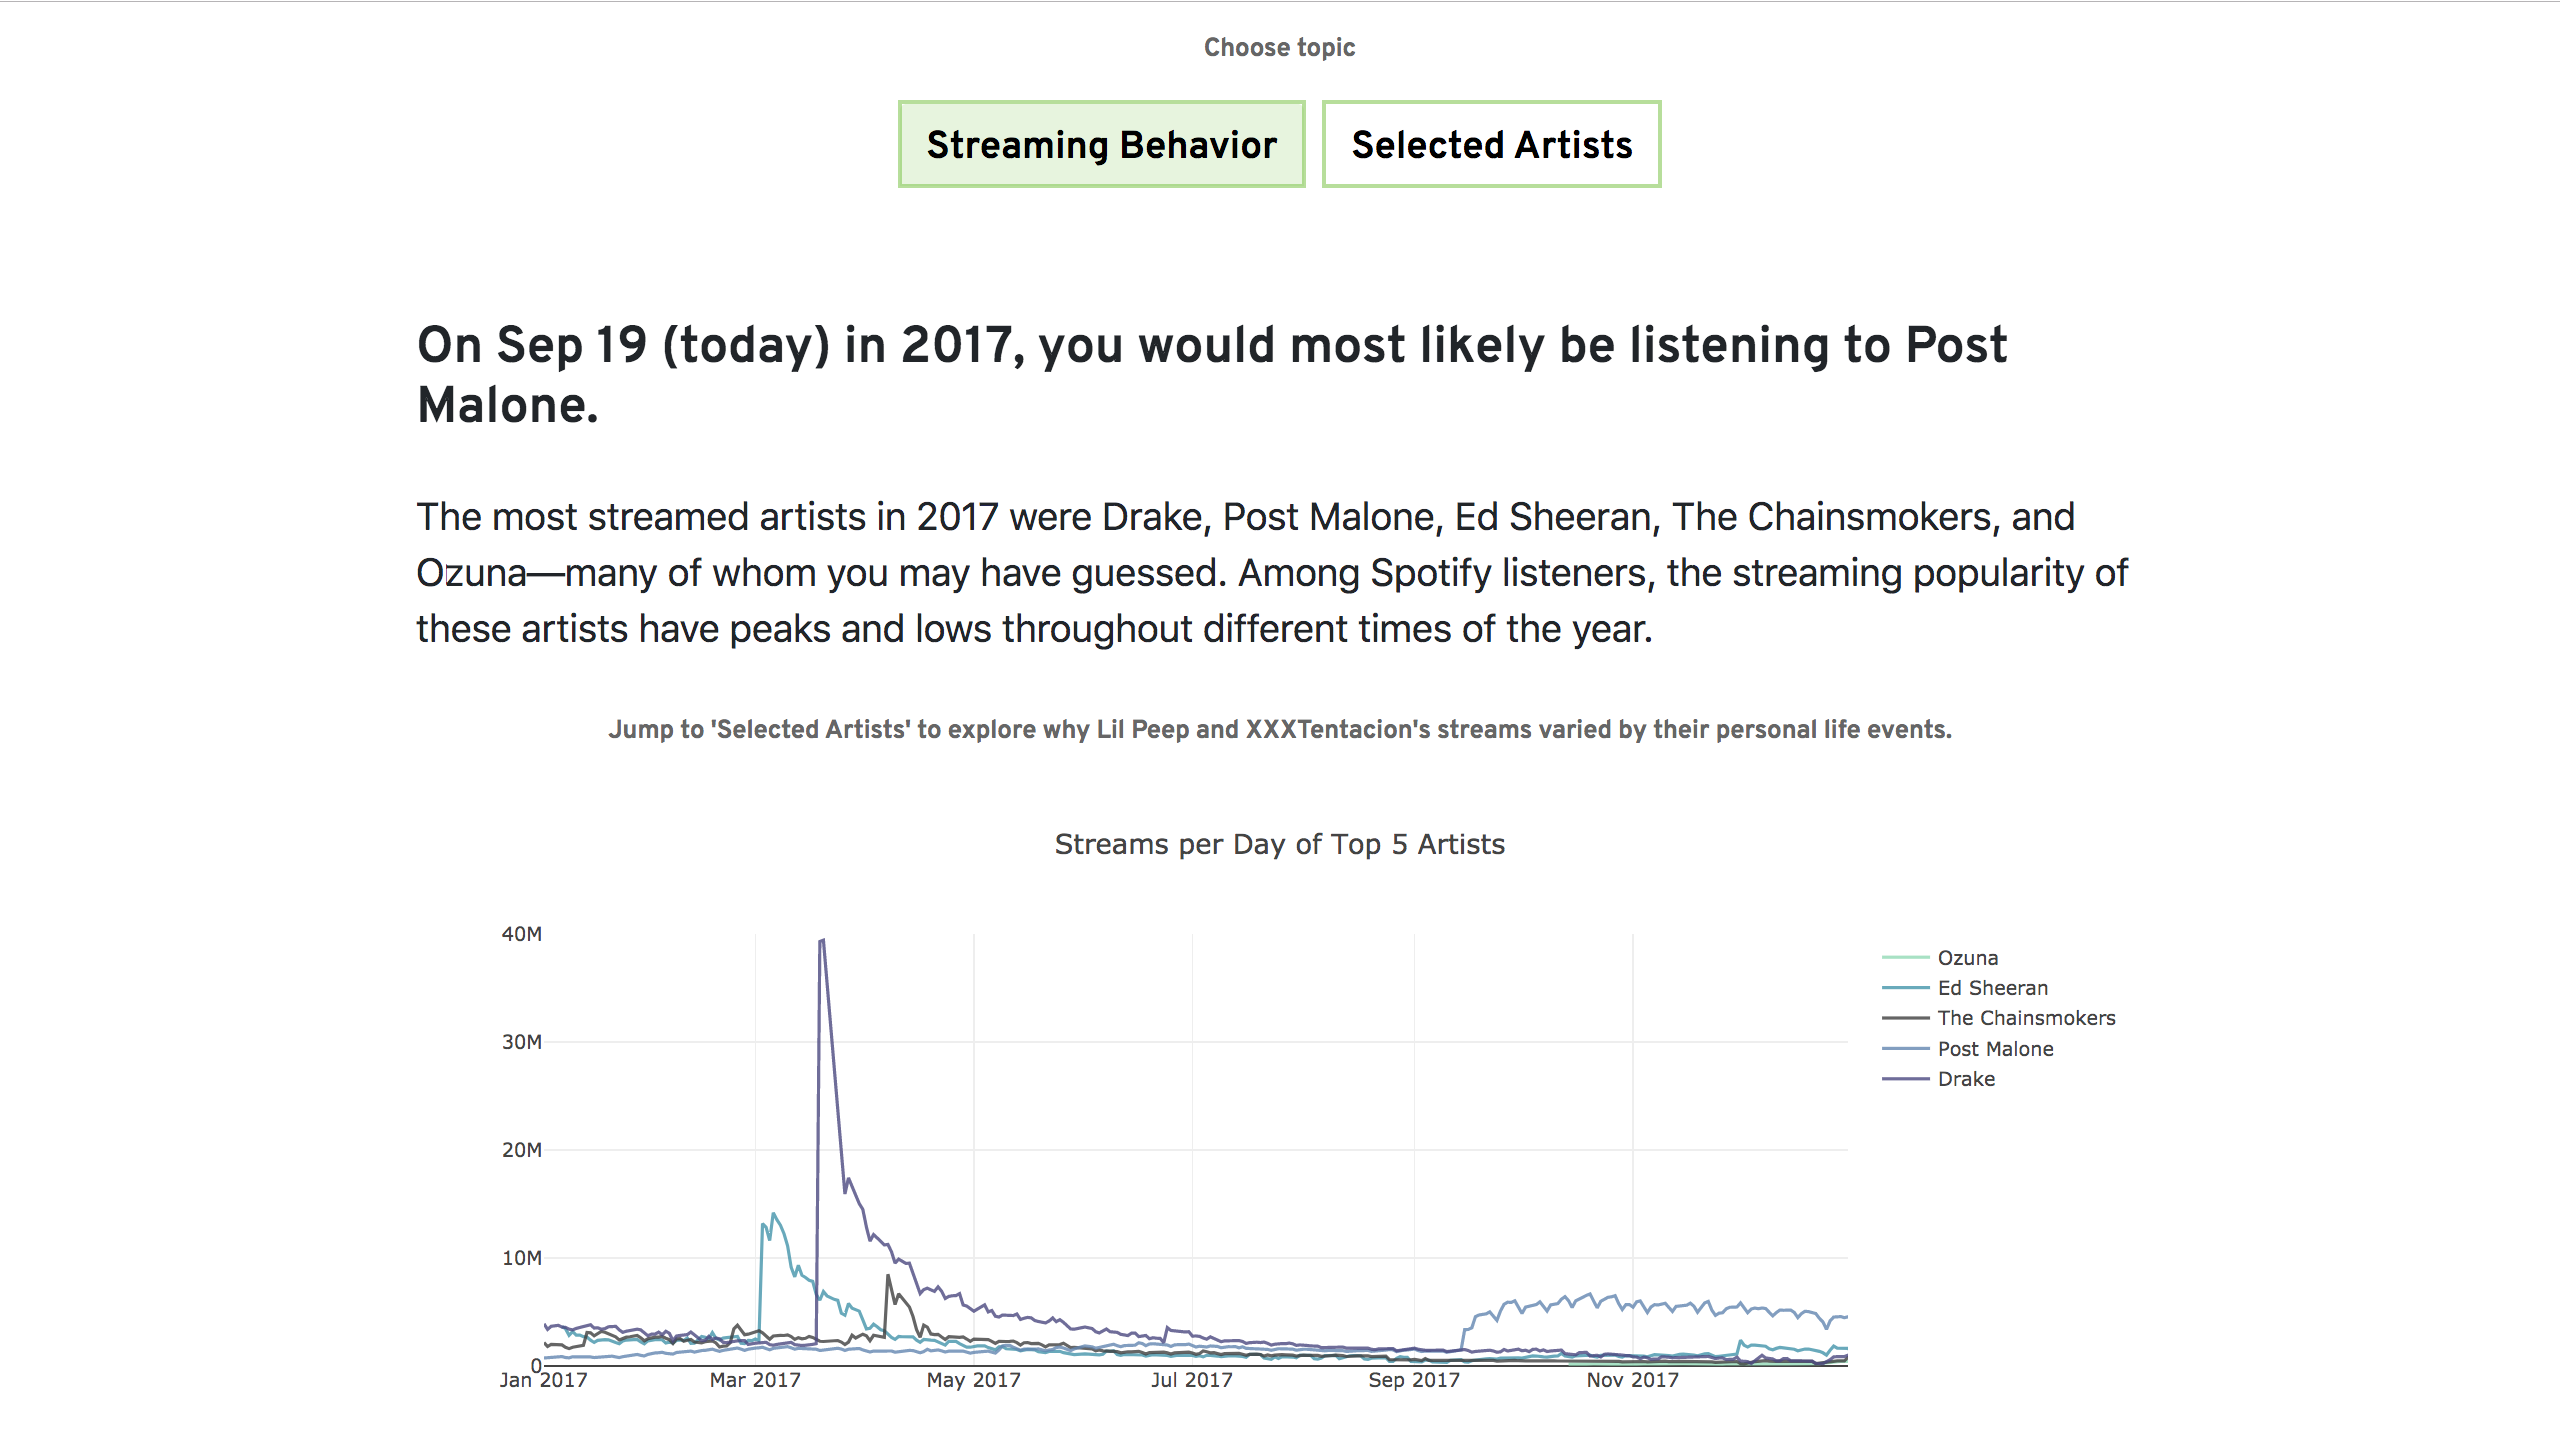 Choose topic
Streaming Behavior
Selected Artists
On Sep 19 (today) in 2017, you would most likely be listening to Post
Malone.
The most streamed artists in 2017 were Drake, Post Malone, Ed Sheeran, The Chainsmokers, and
Ozuna—many of whom you may have guessed. Among Spotify listeners, the streaming popularity of
these artists have peaks and lows throughout different times of the year.
Jump to 'Selected Artists' to explore why Lil Peep and XXXTentacion's streams varied by their personal life events.
Streams per Day of Top 5 Artists
40M
30M
20M
10M
0
Jan 2017
Mar 2017
May 2017
Jul 2017
Sep 2017
Nov 2017
Ozuna
Ed Sheeran
The Chainsmokers
Post Malone
Drake